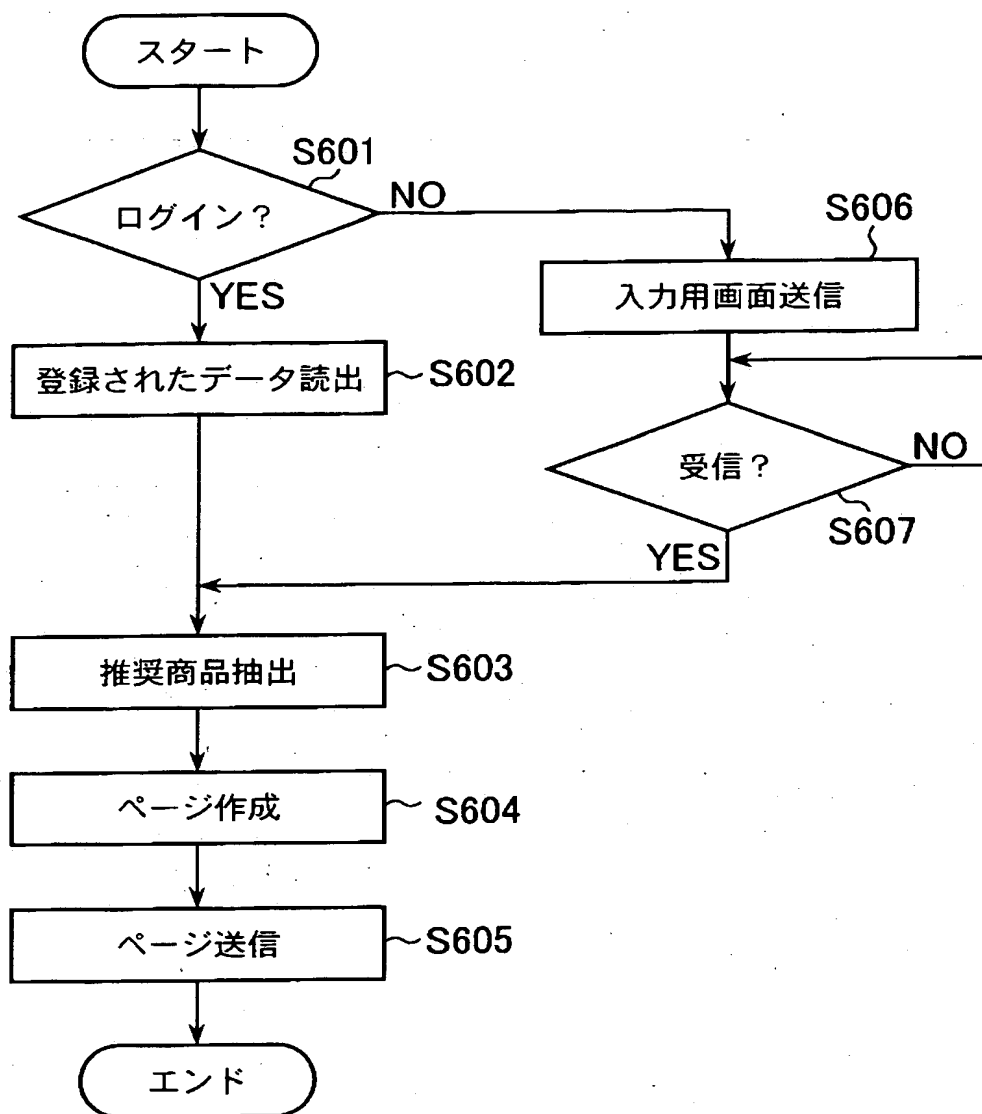 スタート
S601
ログイン？
NO
YES
S606
入力用画面送信
登録されたデータ読出
S602
受信？
NO
S607
YES
推奨商品抽出
S603
ページ作成
S604
ページ送信
S605
エンド